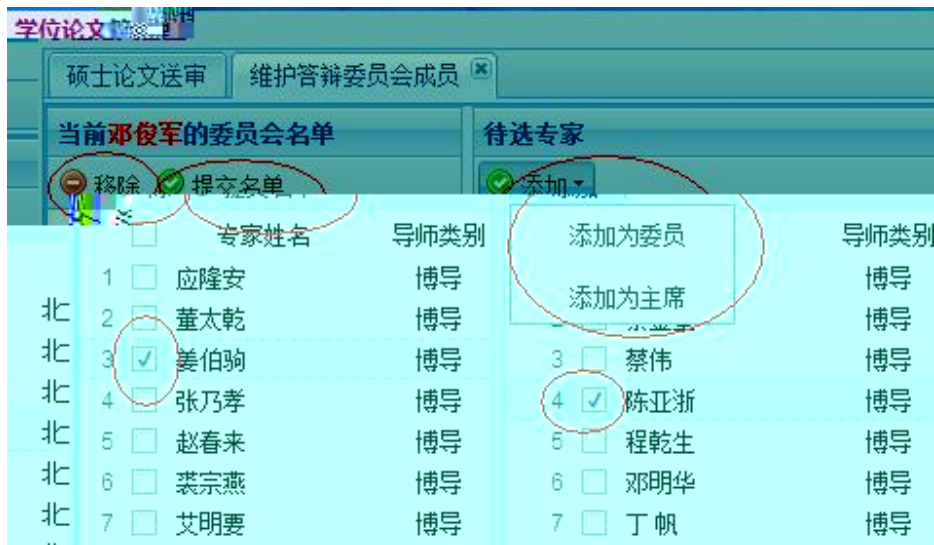 学位论文
硕士论文送审 维护答辩委员会成员
当前邓俊军的委员会名单 待选专家
移除 提交名单 添加
专家姓名 导师类别 添加为委员 导师类别
1 应隆安 博导 博导
添加为主席
北 2 董太乾 博导 博导
北 3 姜伯驹 博导 3 蔡伟 博导
北 4 张乃孝 博导 4 陈亚浙 博导
北 5 赵春来 博导 5 程乾生 博导
北 6 裘宗燕 博导 6 邓明华 博导
北 7 艾明要 博导 7 丁帆 博导